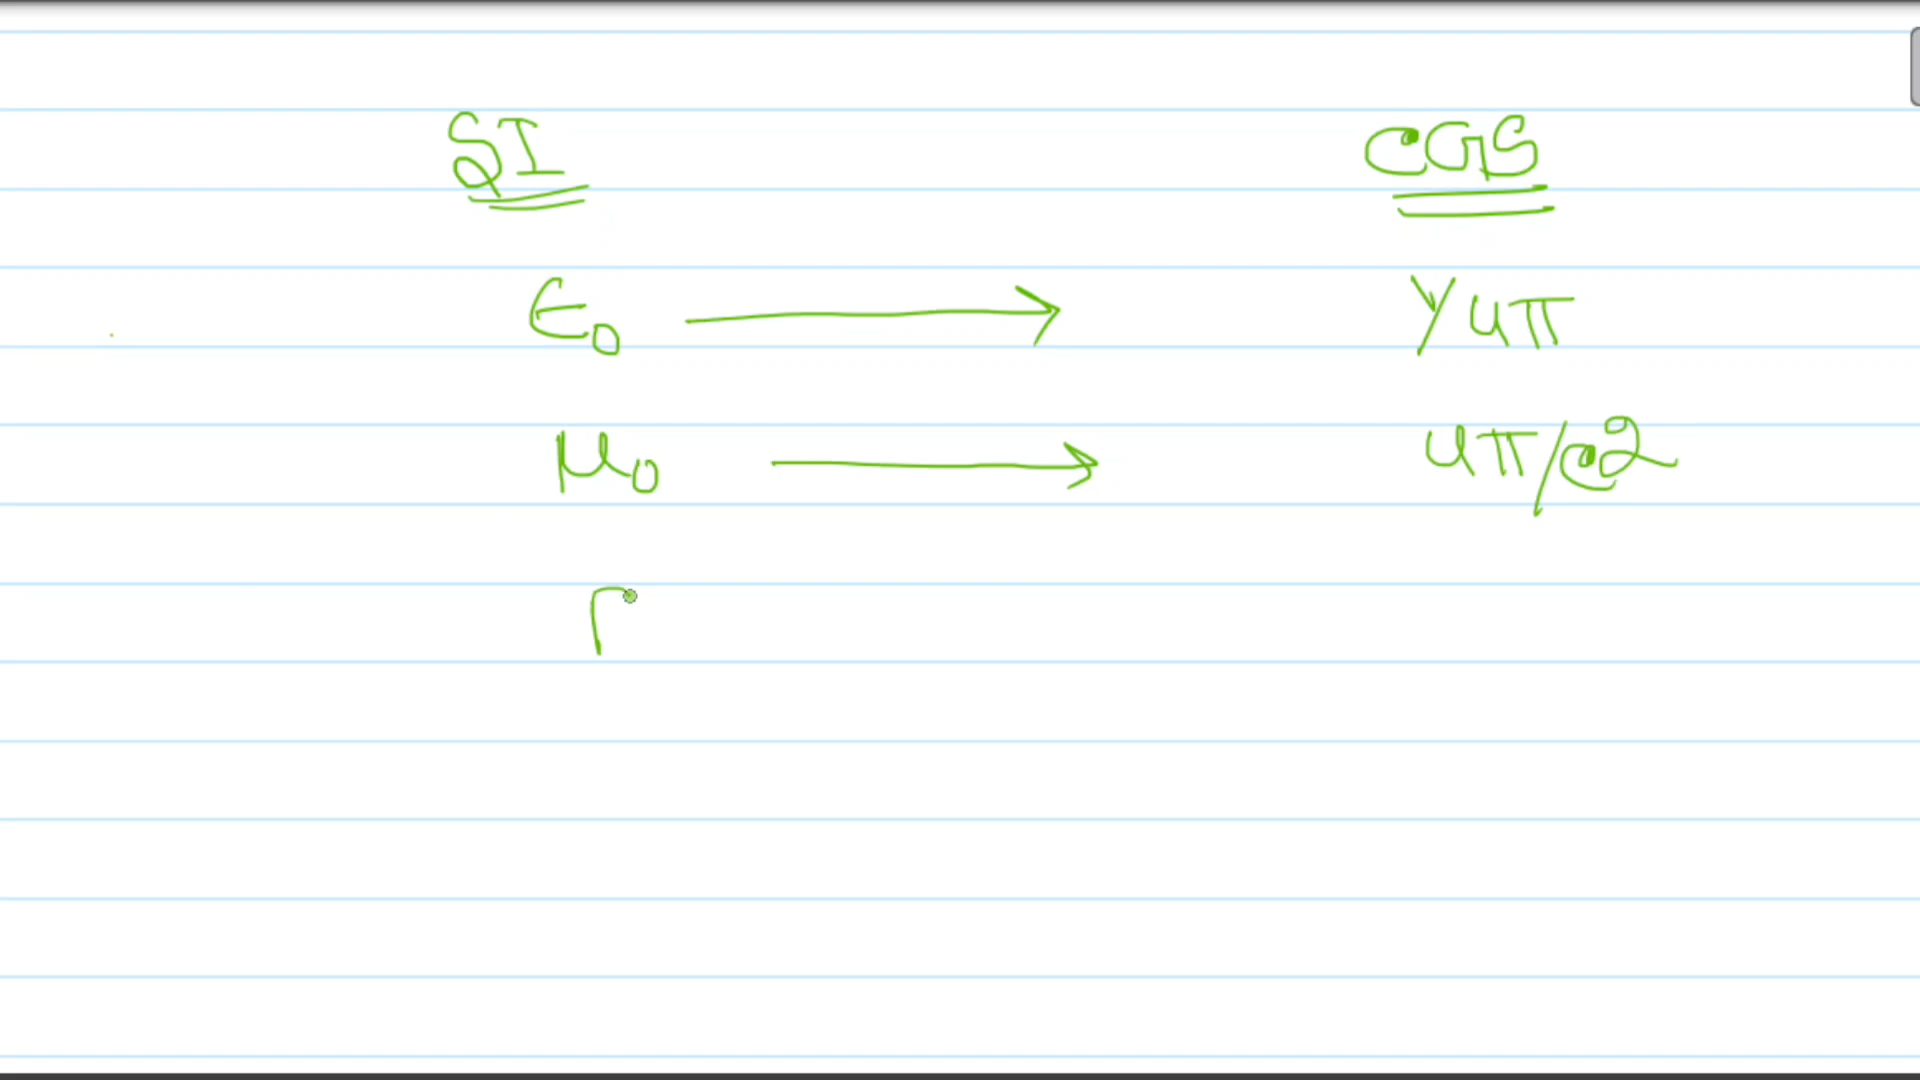 SI CGS
ϵ₀ → 1/4π
μ₀ → 4π/c²